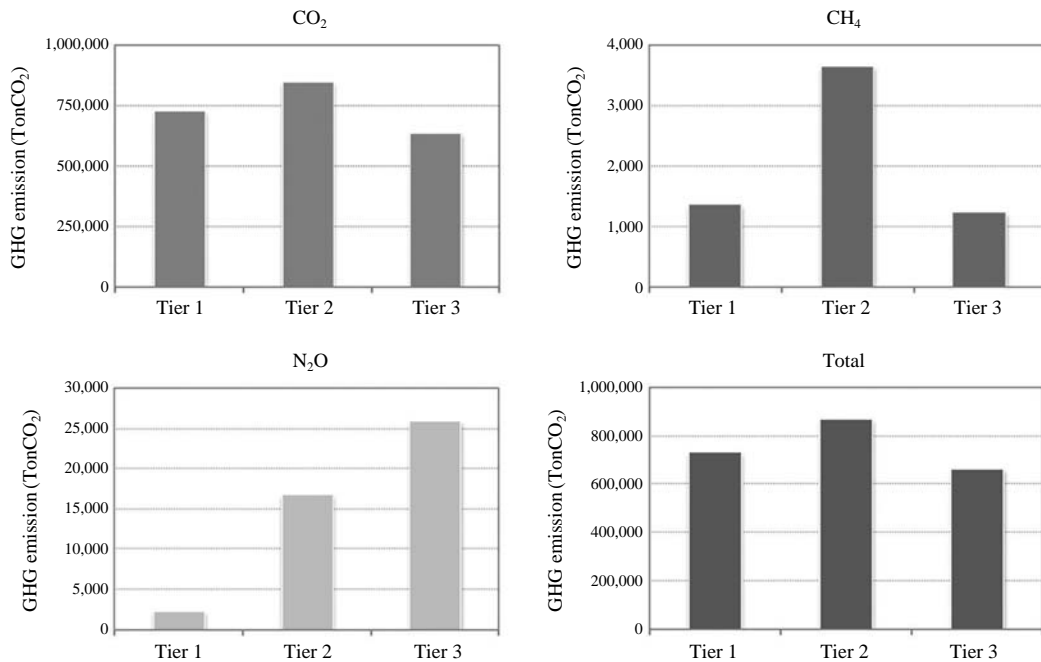 CO₂
GHG emission (TonCO₂)
1,000,000
750,000
500,000
250,000
0
Tier 1 Tier 2 Tier 3
CH₄
GHG emission (TonCO₂)
4,000
3,000
2,000
1,000
0
Tier 1 Tier 2 Tier 3
N₂O
GHG emission (TonCO₂)
30,000
25,000
20,000
15,000
10,000
5,000
0
Tier 1 Tier 2 Tier 3
Total
GHG emission (TonCO₂)
1,000,000
800,000
600,000
400,000
200,000
0
Tier 1 Tier 2 Tier 3